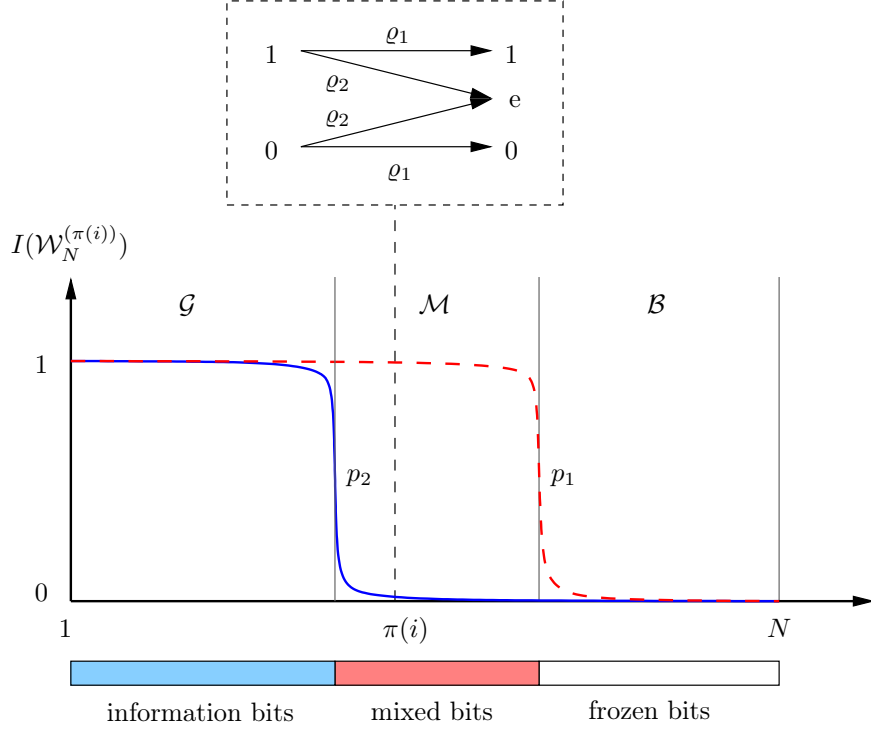 ϱ₁
1 1
ϱ₂
e
ϱ₂
0 0
ϱ₁
I(𝒲_N^{(π(i))})
𝒢 ℳ ℬ
1
p₂ p₁
0
1 π(i) N
information bits mixed bits frozen bits